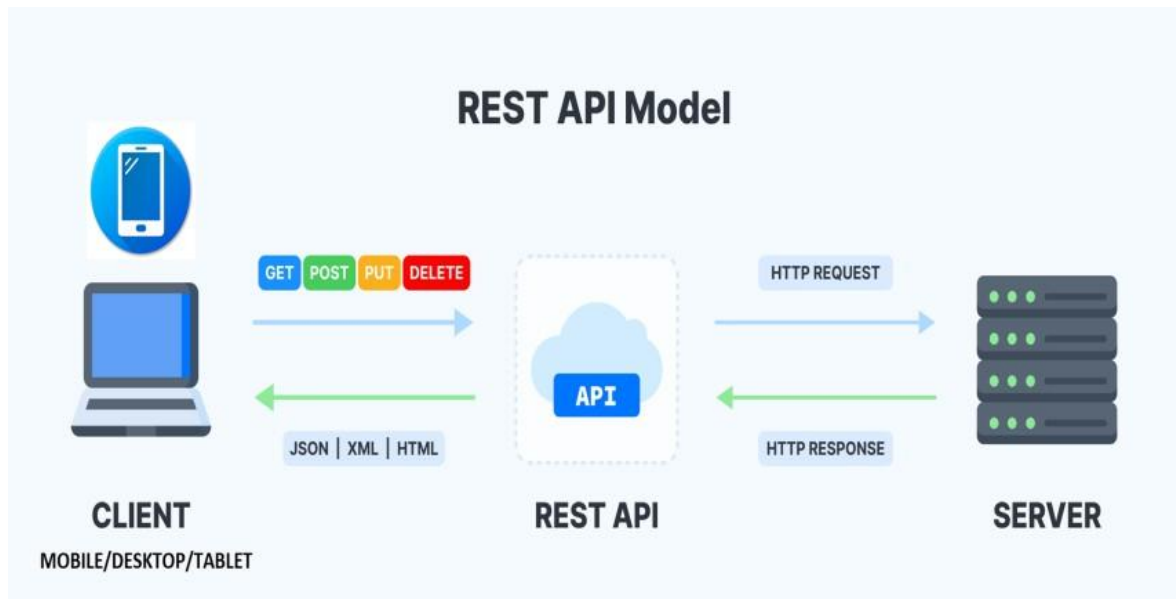 REST API Model
GET POST PUT DELETE
HTTP REQUEST
API
JSON | XML | HTML
HTTP RESPONSE
CLIENT
REST API
SERVER
MOBILE/DESKTOP/TABLET